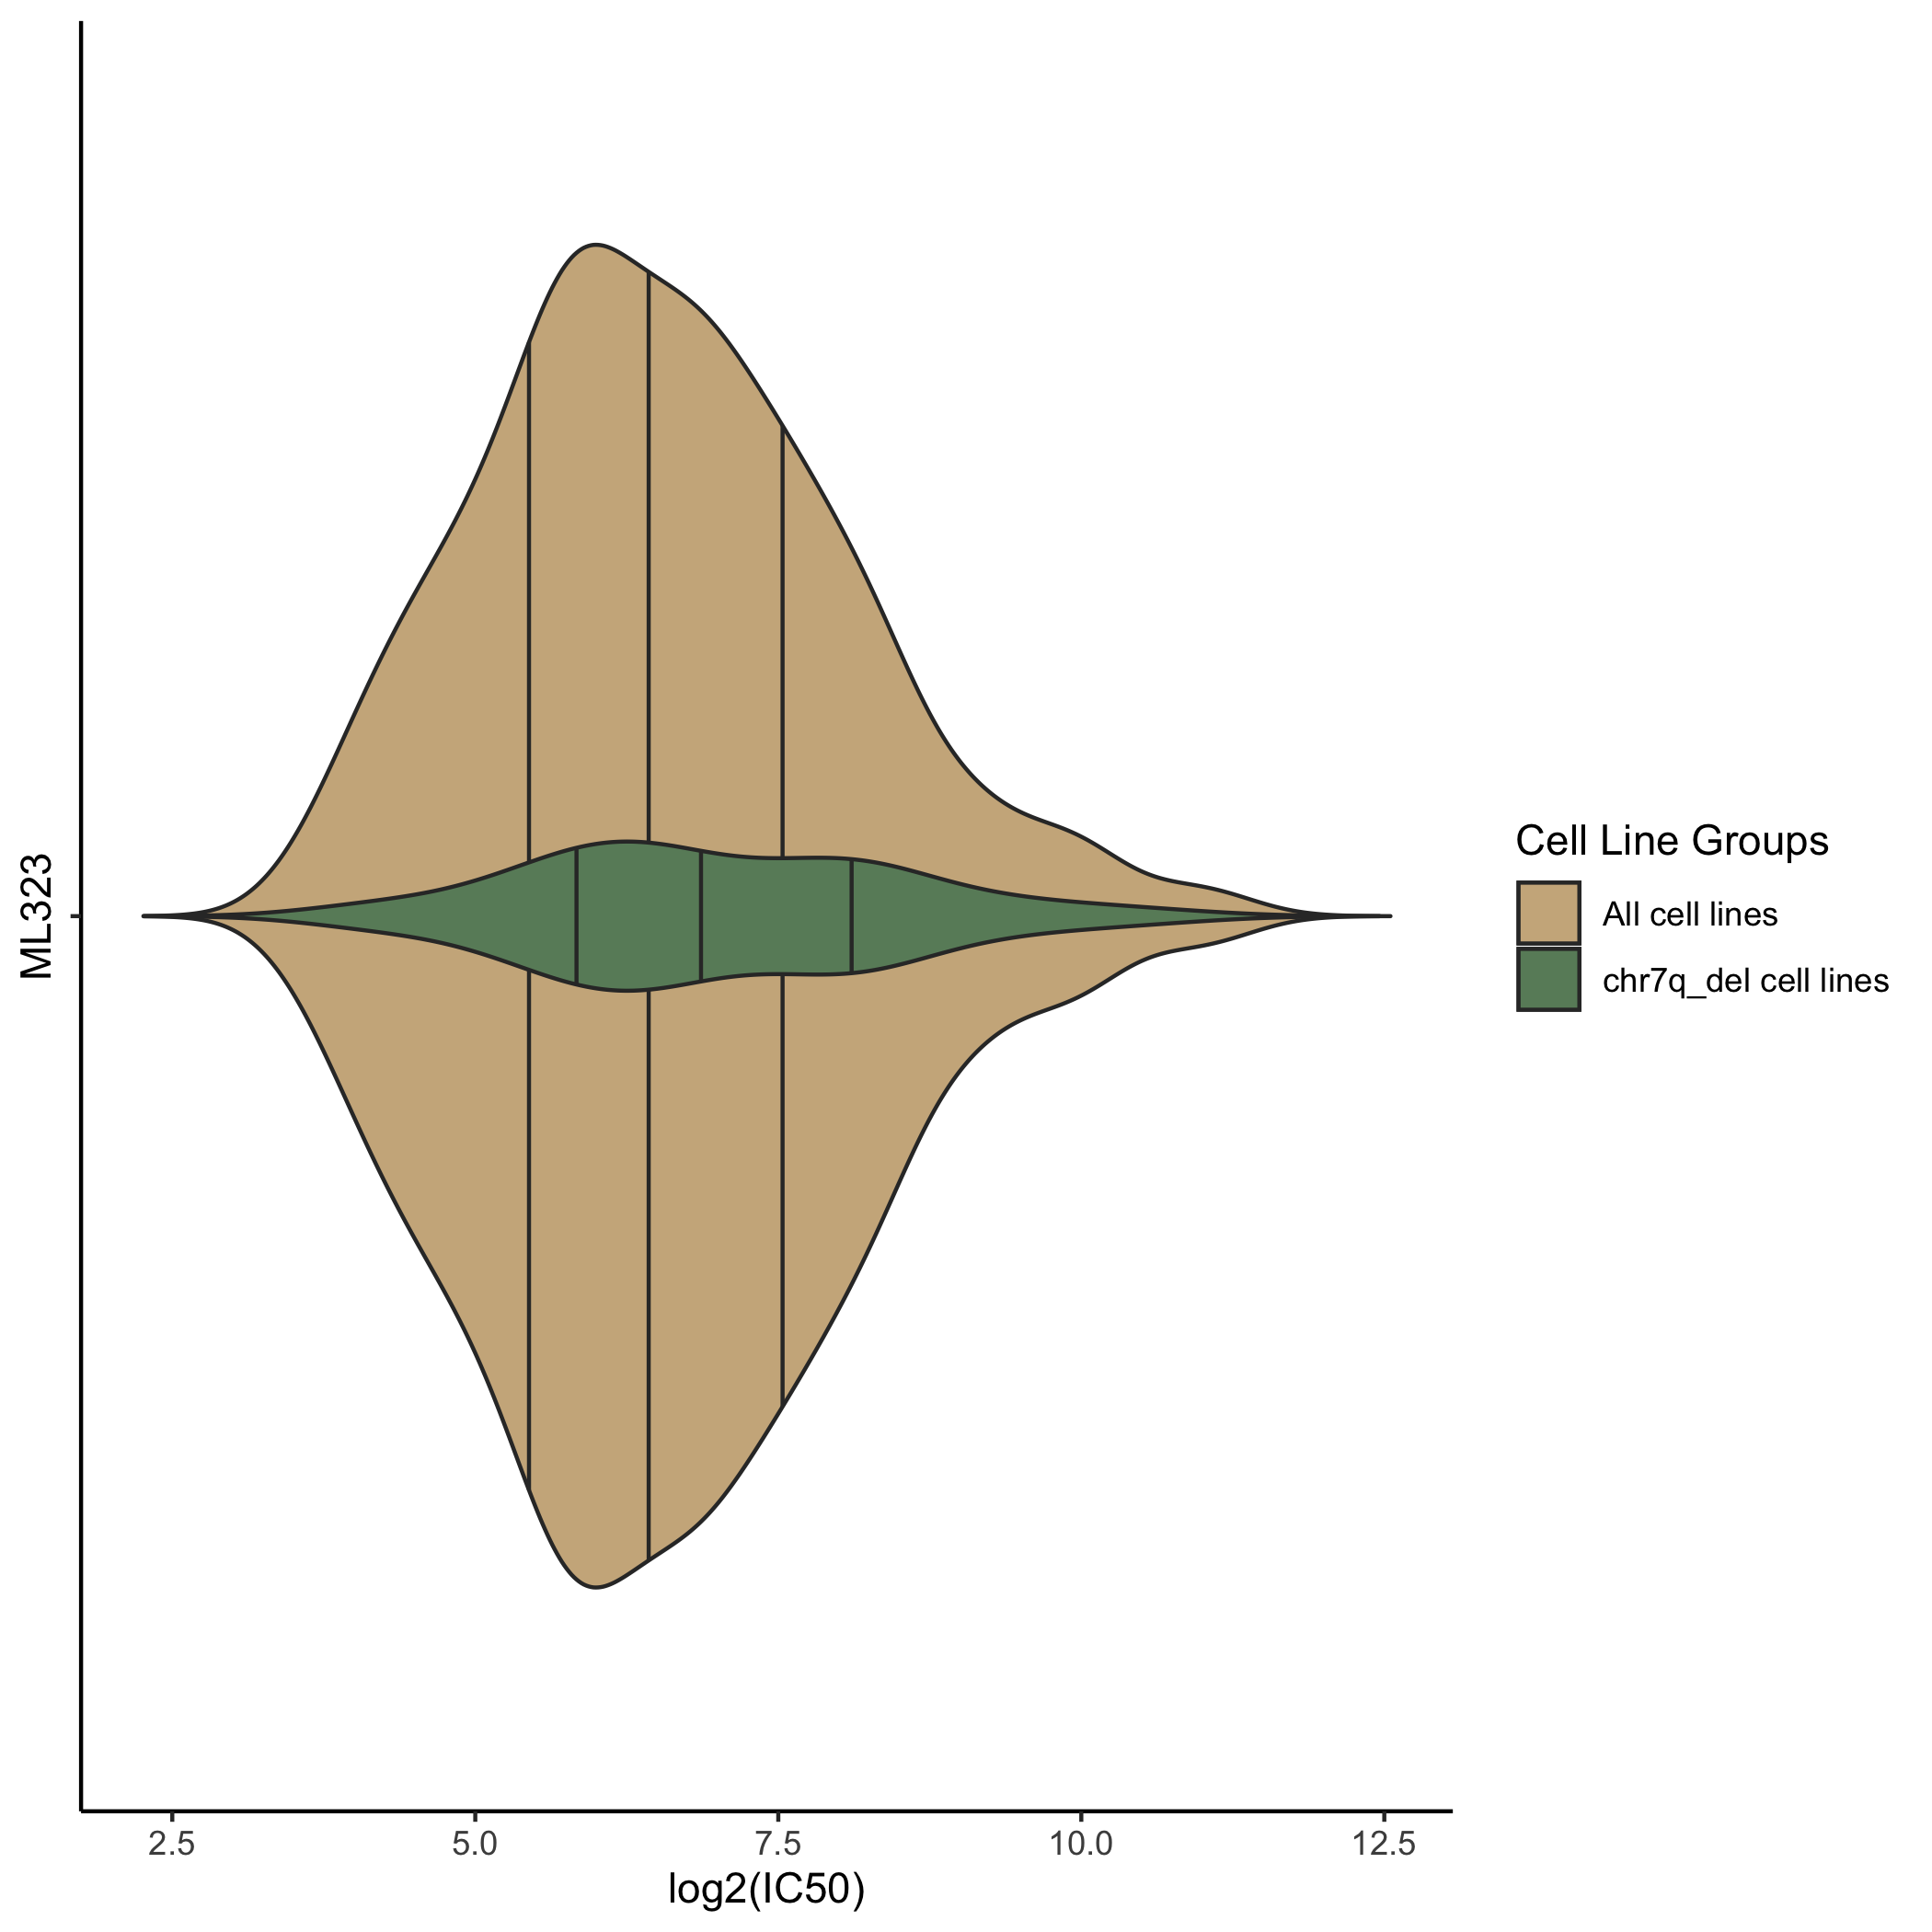 ML323
2.5
5.0
7.5
10.0
12.5
log2(IC50)
Cell Line Groups
All cell lines
chr7q_del cell lines